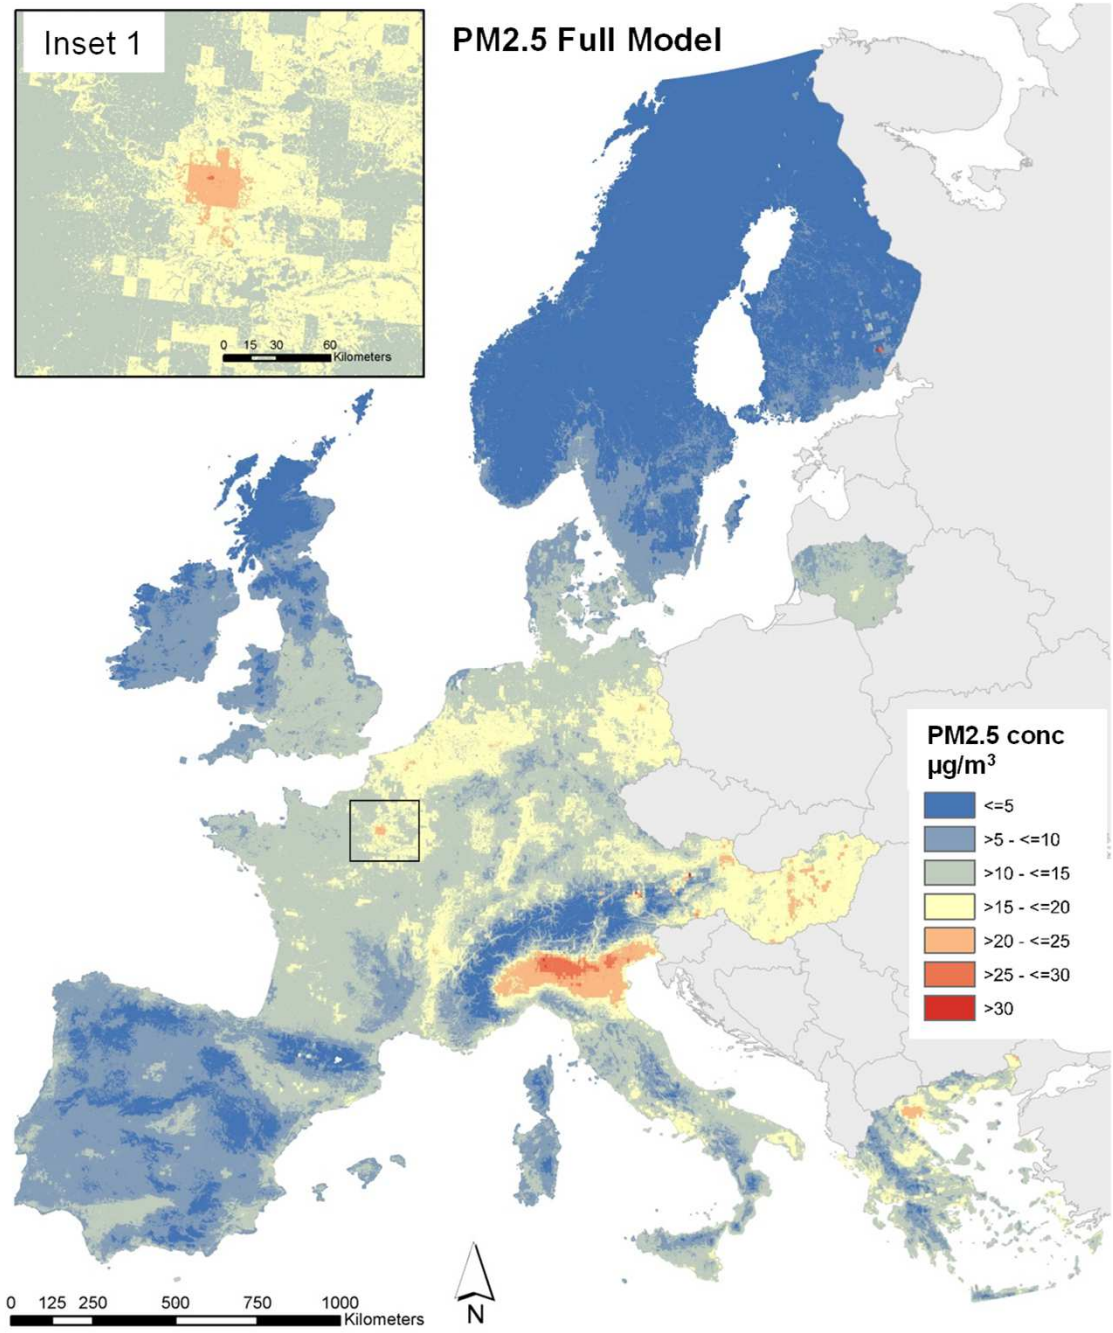 Inset 1
PM2.5 Full Model
0 15 30 60
Kilometers
PM2.5 conc
µg/m³
<=5
>5 - <=10
>10 - <=15
>15 - <=20
>20 - <=25
>25 - <=30
>30
0 125 250 500 750 1000
Kilometers
N